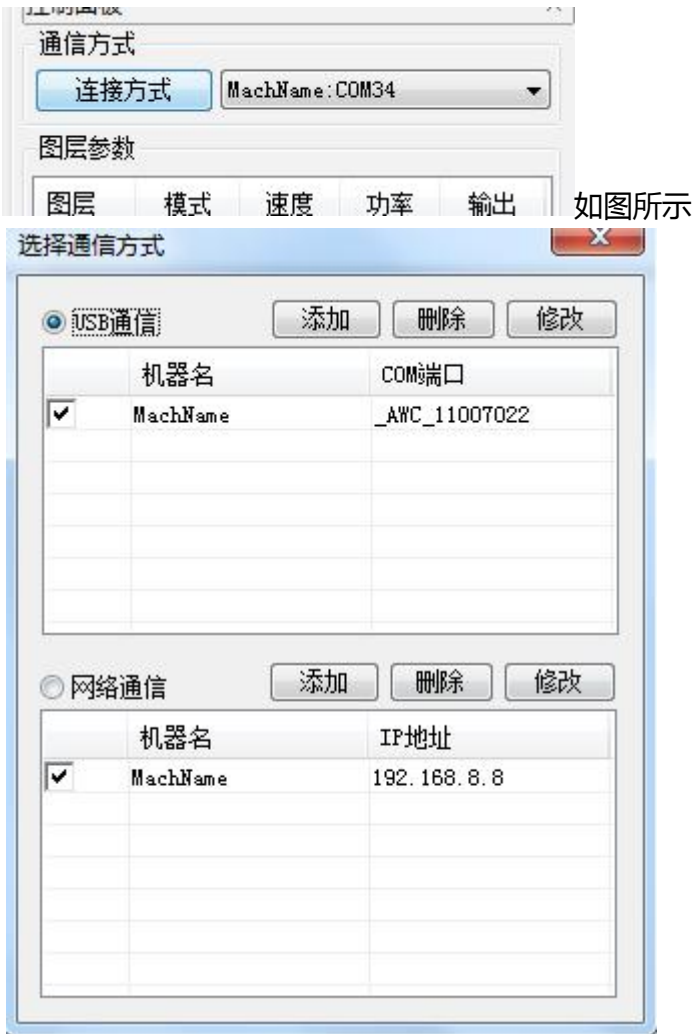 控制面板
通信方式
连接方式 MachName:COM34
图层参数
图层 模式 速度 功率 输出
如图所示
选择通信方式
USB通信 添加 删除 修改
机器名 COM端口
MachName _AWC_11007022
网络通信 添加 删除 修改
机器名 IP地址
MachName 192.168.8.8